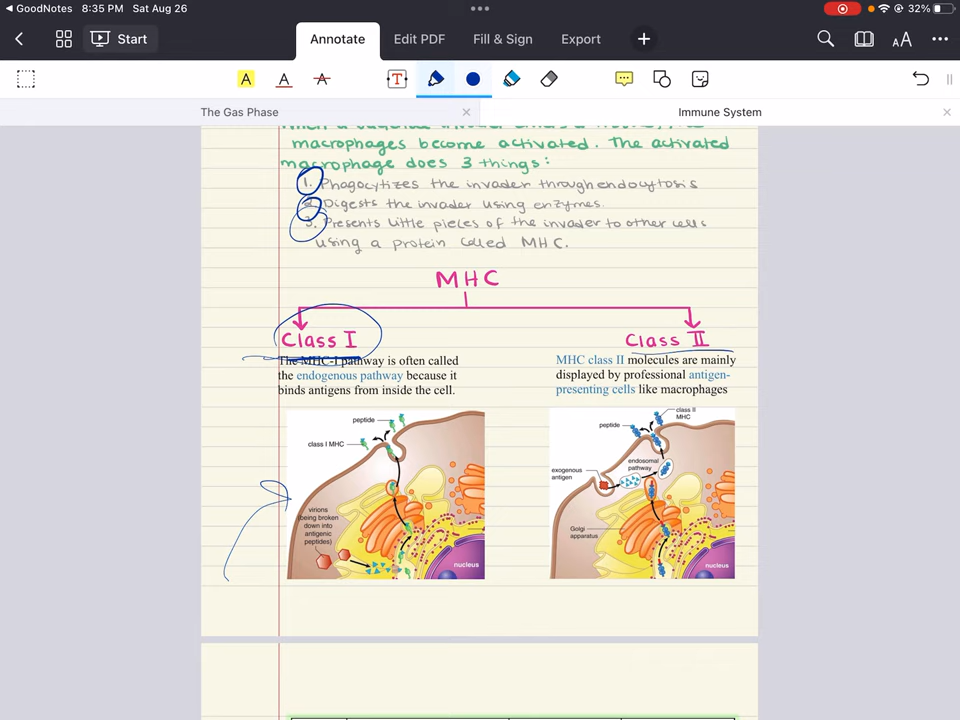 GoodNotes 8:35 PM Sat Aug 26
32%
Start
Annotate
Edit PDF
Fill & Sign
Export
The Gas Phase
Immune System
macrophages become activated. The activated
macrophage does 3 things:
1. Phagocytizes the invader through endocytosis
2. Digests the invader using enzymes.
3. Presents little pieces of the invader to other cells
using a protein called MHC.
MHC
Class I
The MHC-I pathway is often called
the endogenous pathway because it
binds antigens from inside the cell.
peptide
class I MHC
virions
(being broken
down into
antigenic
peptides)
nucleus
Class II
MHC class II molecules are mainly
displayed by professional antigen-
presenting cells like macrophages
class II
MHC
peptide
endosomal
pathway
exogenous
antigen
Golgi
apparatus
nucleus